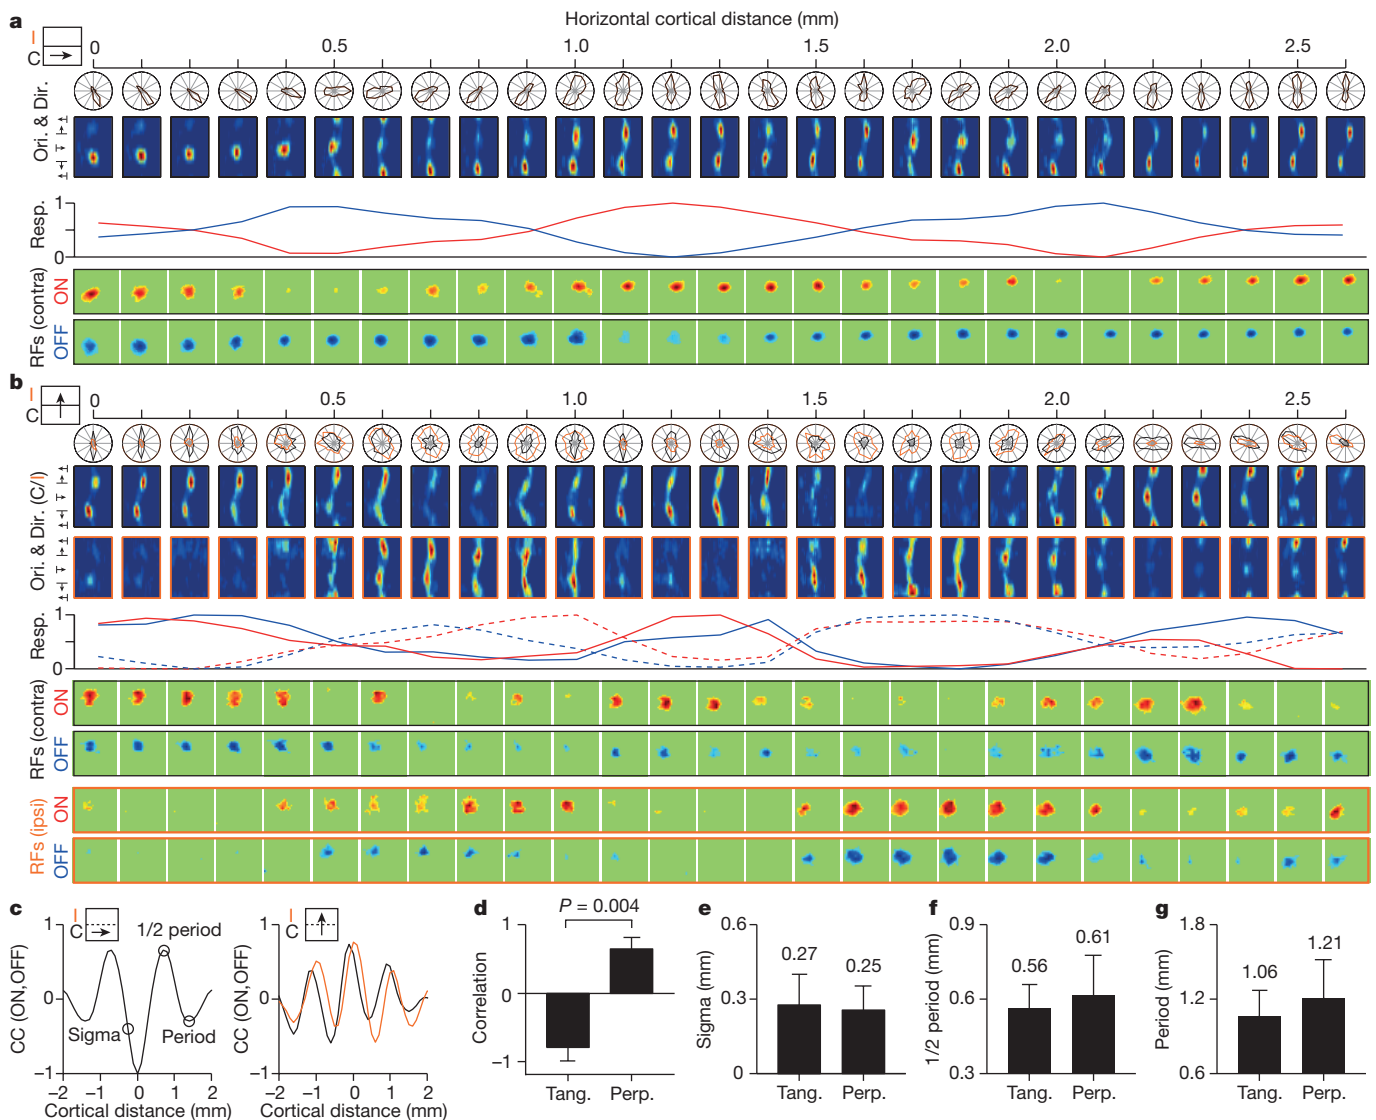 a
Horizontal cortical distance (mm)
I
C
0 0.5 1.0 1.5 2.0 2.5
Ori. & Dir.
Resp.
1
0
RFs (contra)
ON
OFF
b
I
C
0 0.5 1.0 1.5 2.0 2.5
Ori. & Dir. (C/I)
Resp.
1
0
RFs (contra)
ON
OFF
RFs (ipsi)
ON
OFF
c
I
C
CC (ON,OFF)
1
0
−1
1/2 period
Sigma
Period
−2 −1 0 1 2
Cortical distance (mm)
I
C
CC (ON,OFF)
1
0
−1
−2 −1 0 1 2
Cortical distance (mm)
d
P = 0.004
Correlation
1
0
−1
Tang. Perp.
e
Sigma (mm)
0.6
0.3
0
0.27
0.25
Tang. Perp.
f
1/2 period (mm)
0.9
0.6
0.3
0.56
0.61
Tang. Perp.
g
Period (mm)
1.8
1.2
0.6
1.06
1.21
Tang. Perp.